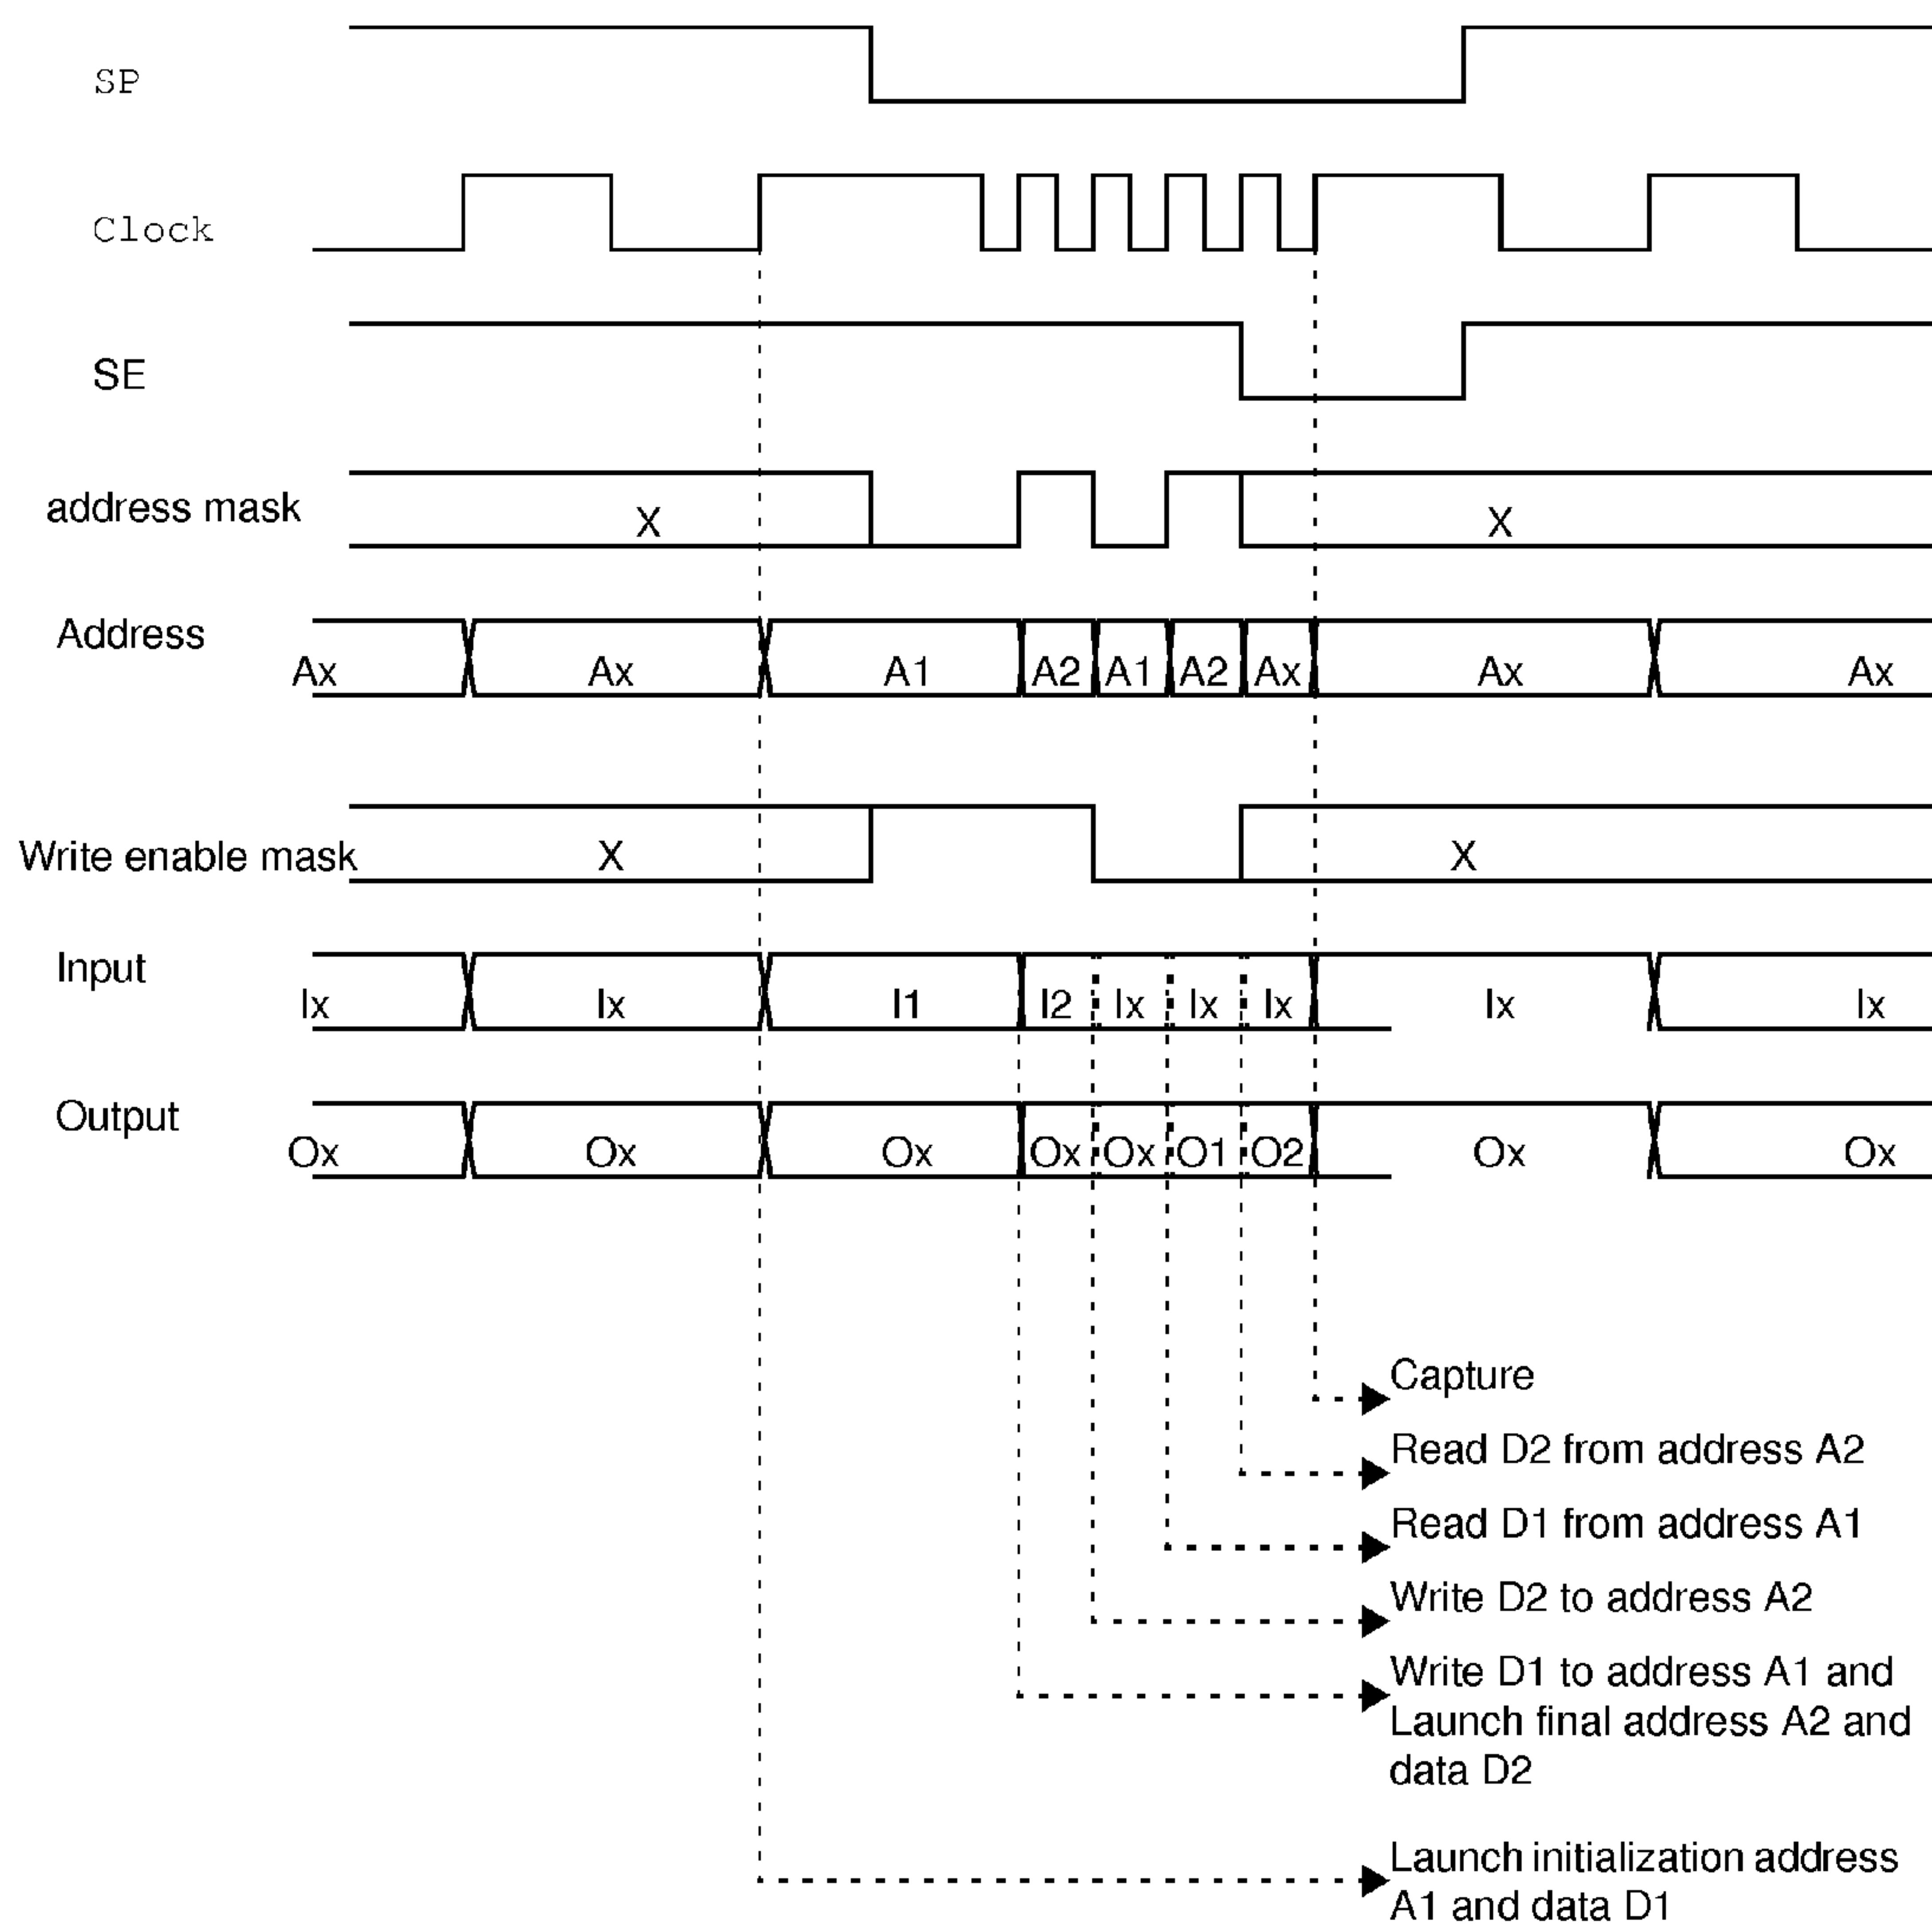 SP
Clock
SE
address mask
X X
Address
Ax Ax A1 A2 A1 A2 Ax Ax Ax
Write enable mask
X X
Input
Ix Ix I1 I2 Ix Ix Ix Ix Ix
Output
Ox Ox Ox Ox Ox O1 O2 Ox Ox
Capture
Read D2 from address A2
Read D1 from address A1
Write D2 to address A2
Write D1 to address A1 and
Launch final address A2 and
data D2
Launch initialization address
A1 and data D1